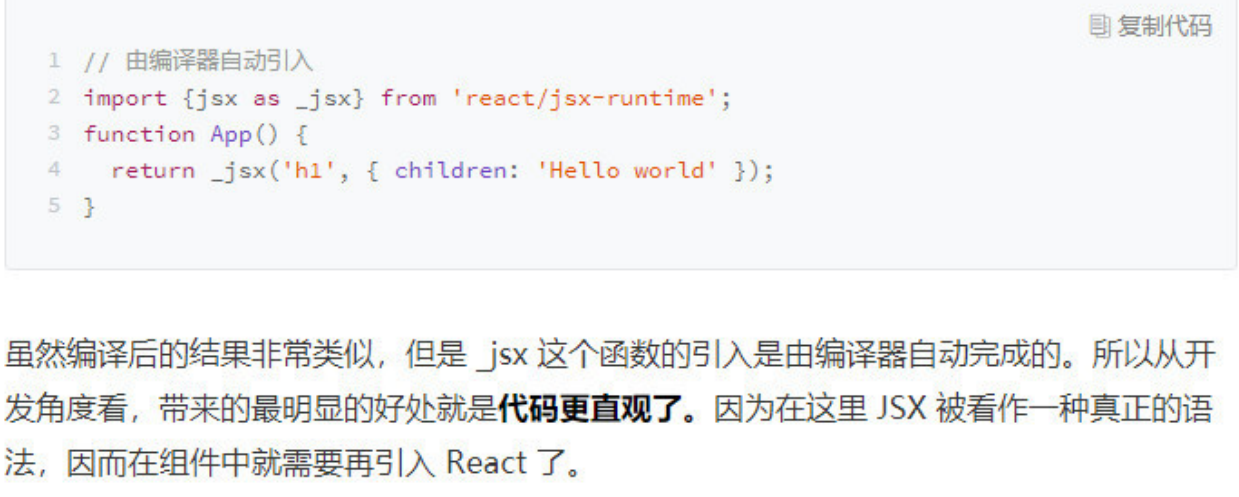 复制代码
1 // 由编译器自动引入
2 import {jsx as _jsx} from 'react/jsx-runtime';
3 function App() {
4   return _jsx('h1', { children: 'Hello world' });
5 }
虽然编译后的结果非常类似，但是 _jsx 这个函数的引入是由编译器自动完成的。所以从开
发角度看，带来的最明显的好处就是代码更直观了。因为在这里 JSX 被看作一种真正的语
法，因而在组件中就需要再引入 React 了。